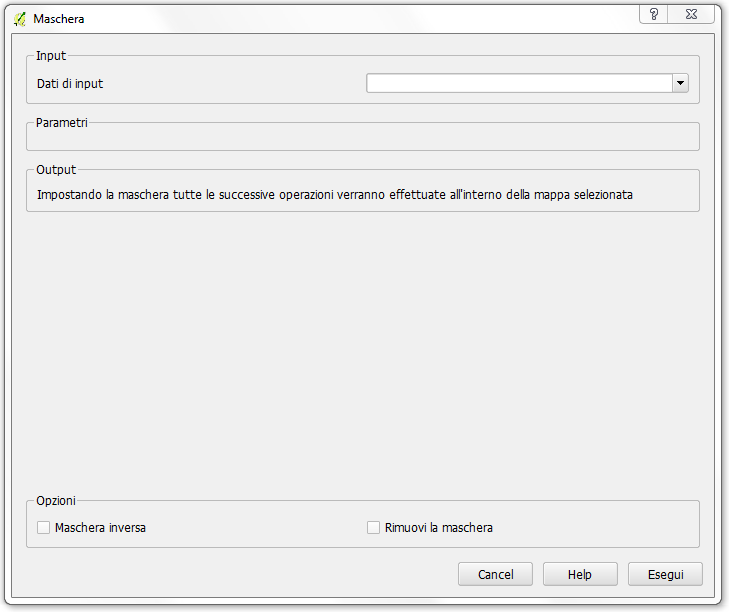 Maschera
Input
Dati di input
Parametri
Output
Impostando la maschera tutte le successive operazioni verranno effettuate all'interno della mappa selezionata
Opzioni
Maschera inversa
Rimuovi la maschera
Cancel
Help
Esegui